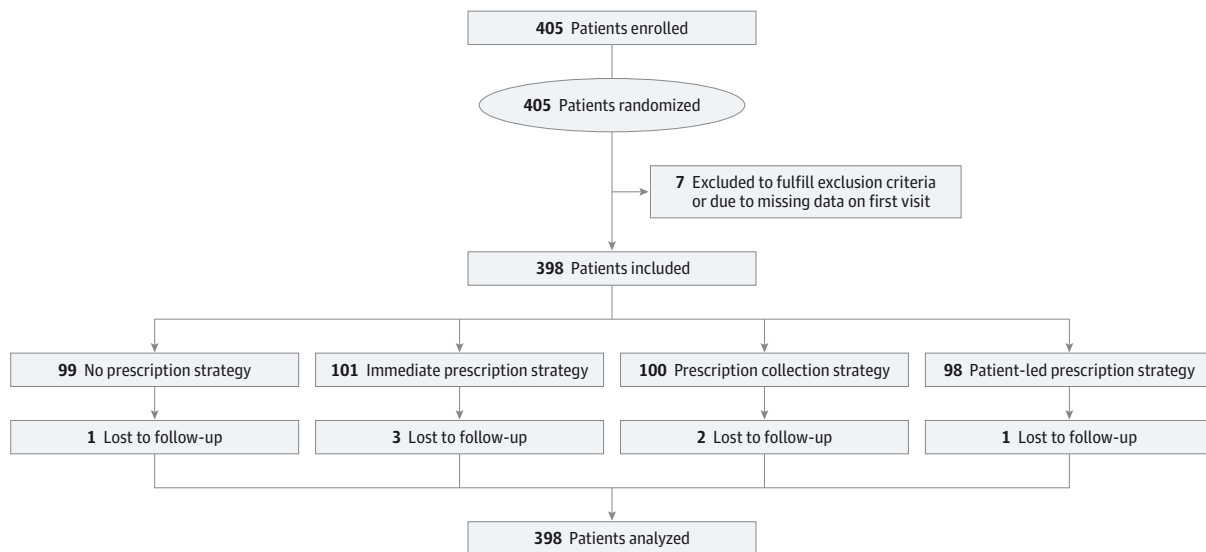 405 Patients enrolled
405 Patients randomized
7 Excluded to fulfill exclusion criteria
or due to missing data on first visit
398 Patients included
99 No prescription strategy
101 Immediate prescription strategy
100 Prescription collection strategy
98 Patient-led prescription strategy
1 Lost to follow-up
3 Lost to follow-up
2 Lost to follow-up
1 Lost to follow-up
398 Patients analyzed